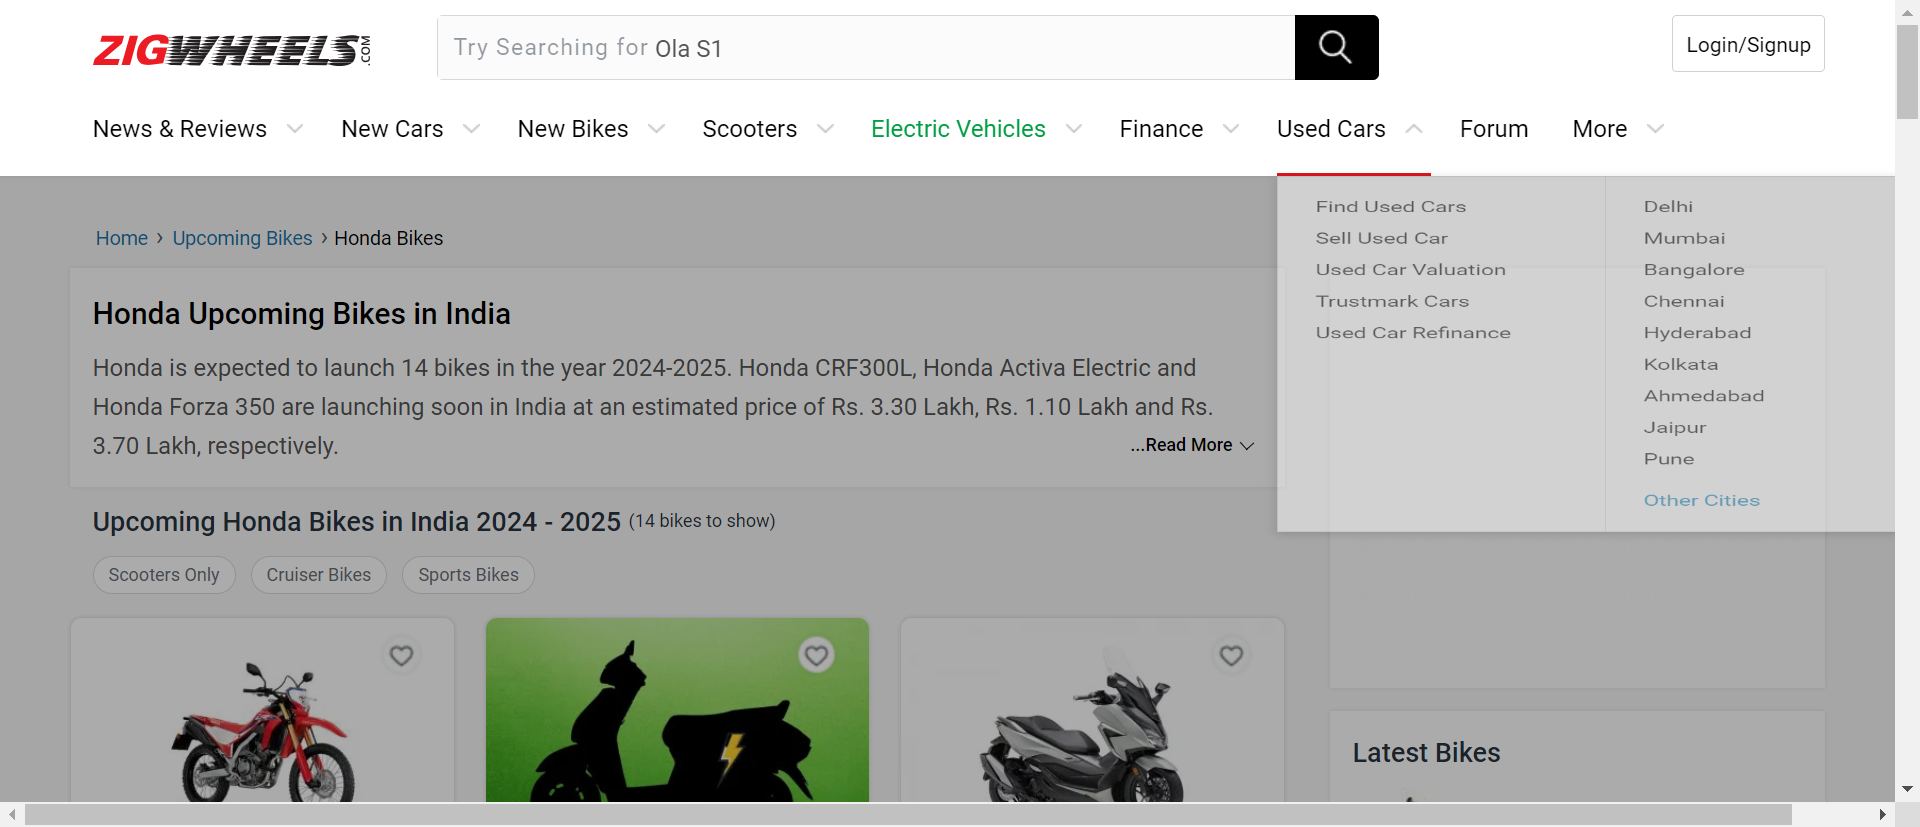 ZIGWHEELS.COM
Try Searching for Ola S1
Login/Signup
News & Reviews
New Cars
New Bikes
Scooters
Electric Vehicles
Finance
Used Cars
Forum
More
Find Used Cars
Sell Used Car
Used Car Valuation
Trustmark Cars
Used Car Refinance
Delhi
Mumbai
Bangalore
Chennai
Hyderabad
Kolkata
Ahmedabad
Jaipur
Pune
Other Cities
Home › Upcoming Bikes › Honda Bikes
Honda Upcoming Bikes in India
Honda is expected to launch 14 bikes in the year 2024-2025. Honda CRF300L, Honda Activa Electric and
Honda Forza 350 are launching soon in India at an estimated price of Rs. 3.30 Lakh, Rs. 1.10 Lakh and Rs.
3.70 Lakh, respectively.
...Read More
Upcoming Honda Bikes in India 2024 - 2025 (14 bikes to show)
Scooters Only
Cruiser Bikes
Sports Bikes
Latest Bikes